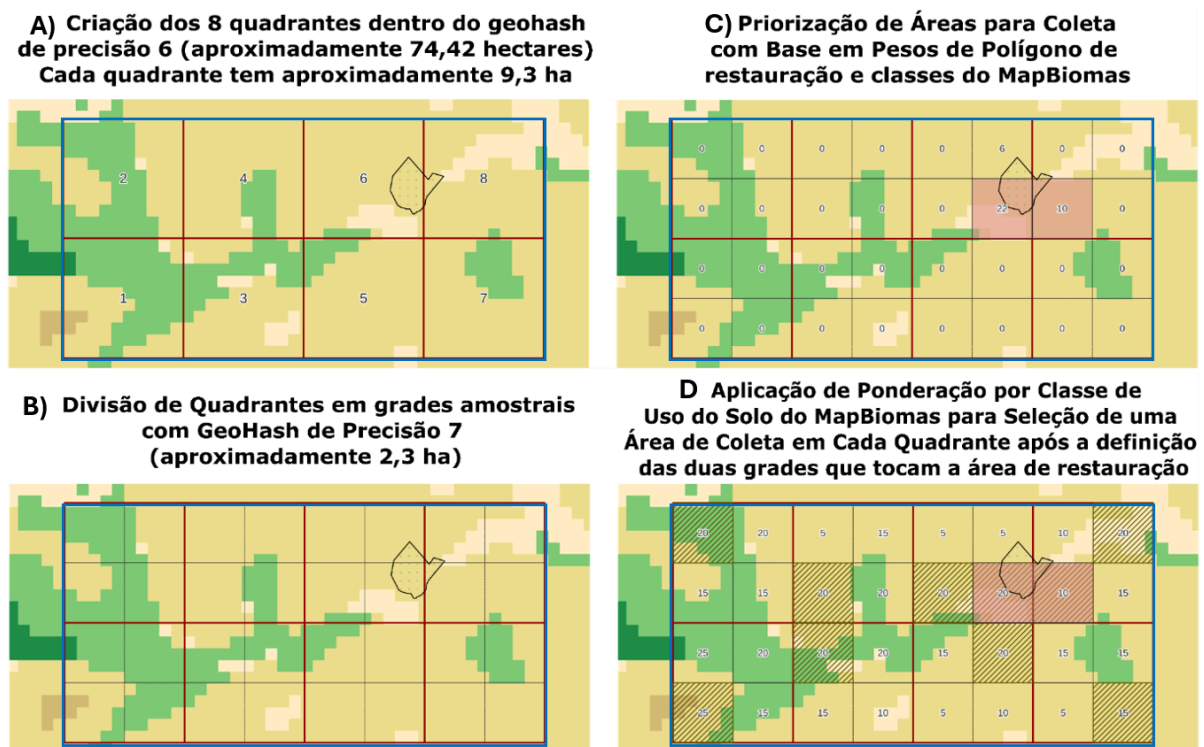 A) Criação dos 8 quadrantes dentro do geohash
de precisão 6 (aproximadamente 74,42 hectares)
Cada quadrante tem aproximadamente 9,3 ha
2 4 6 8
1 3 5 7
B) Divisão de Quadrantes em grades amostrais
com GeoHash de Precisão 7
(aproximadamente 2,3 ha)
C) Priorização de Áreas para Coleta
com Base em Pesos de Polígono de
restauração e classes do MapBiomas
0 0 0 0 0 6 0 0
0 0 0 0 0 22 10 0
0 0 0 0 0 0 0 0
0 0 0 0 0 0 0 0
D Aplicação de Ponderação por Classe de
Uso do Solo do MapBiomas para Seleção de uma
Área de Coleta em Cada Quadrante após a definição
das duas grades que tocam a área de restauração
20 20 5 15 5 5 10 20
15 15 20 20 20 20 10 15
25 20 20 20 15 20 15 15
25 15 15 10 5 10 5 15